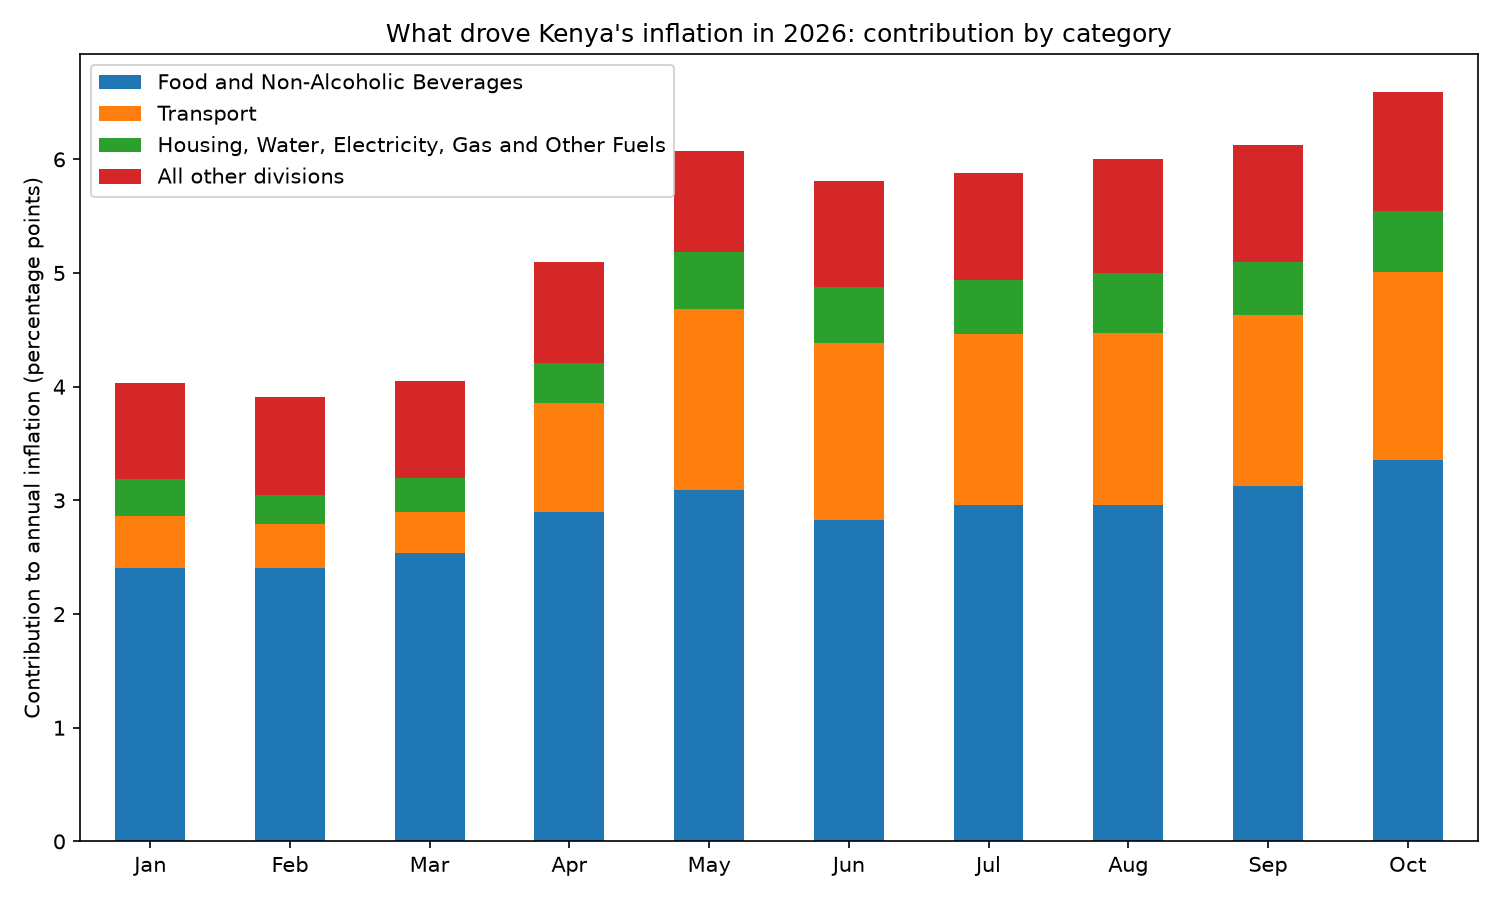 What drove Kenya's inflation in 2026: contribution by category
Food and Non-Alcoholic Beverages
Transport
Housing, Water, Electricity, Gas and Other Fuels
All other divisions
Contribution to annual inflation (percentage points)
6
5
4
3
2
1
0
Jan Feb Mar Apr May Jun Jul Aug Sep Oct